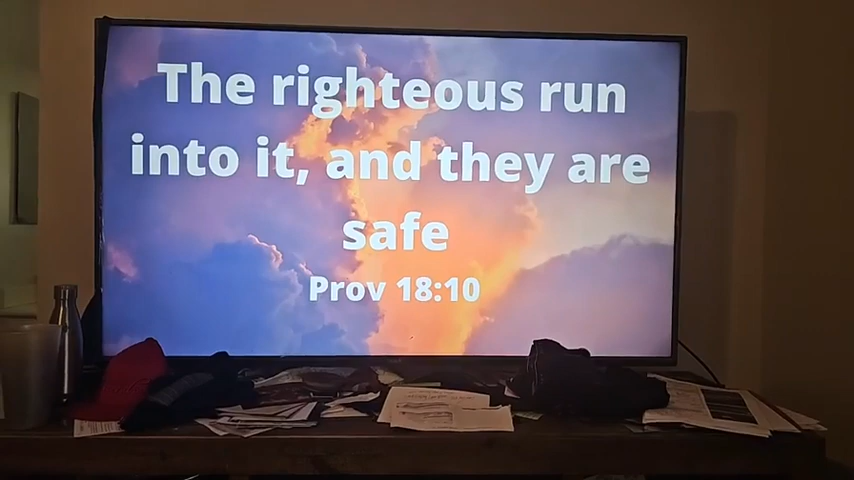 The righteous run
into it, and they are
safe
Prov 18:10